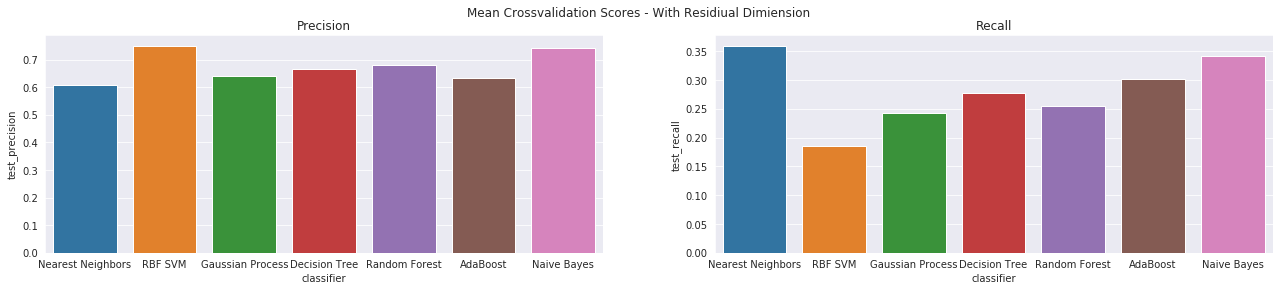 Mean Crossvalidation Scores - With Residiual Dimiension
Precision
test_precision
0.7
0.6
0.5
0.4
0.3
0.2
0.1
0.0
Nearest Neighbors RBF SVM Gaussian Process Decision Tree Random Forest AdaBoost Naive Bayes
classifier
Recall
test_recall
0.35
0.30
0.25
0.20
0.15
0.10
0.05
0.00
Nearest Neighbors RBF SVM Gaussian Process Decision Tree Random Forest AdaBoost Naive Bayes
classifier